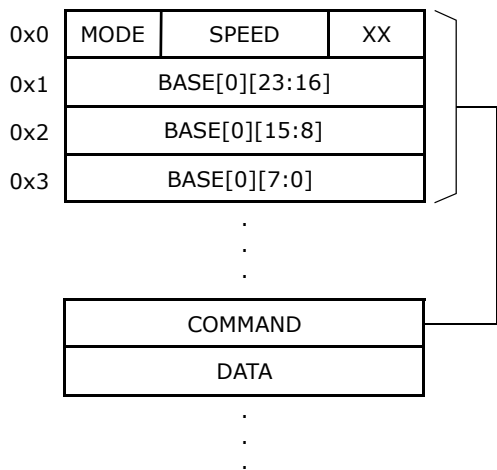 0x0 MODE SPEED XX
0x1 BASE[0][23:16]
0x2 BASE[0][15:8]
0x3 BASE[0][7:0]
.
.
.
COMMAND
DATA
.
.
.